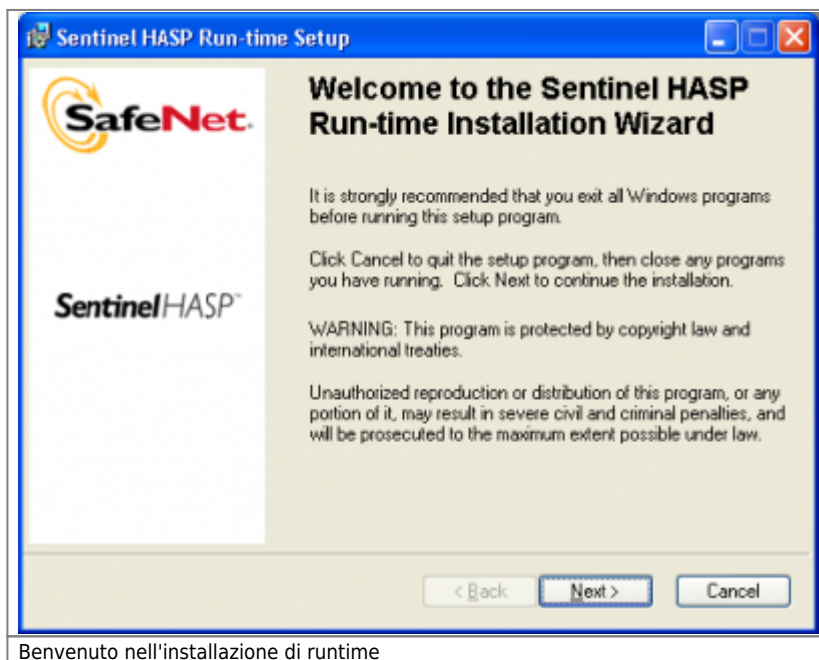 Sentinel HASP Run-time Setup
SafeNet.
Sentinel HASP™
Welcome to the Sentinel HASP
Run-time Installation Wizard
It is strongly recommended that you exit all Windows programs
before running this setup program.
Click Cancel to quit the setup program, then close any programs
you have running. Click Next to continue the installation.
WARNING: This program is protected by copyright law and
international treaties.
Unauthorized reproduction or distribution of this program, or any
portion of it, may result in severe civil and criminal penalties, and
will be prosecuted to the maximum extent possible under law.
< Back
Next >
Cancel
Benvenuto nell'installazione di runtime